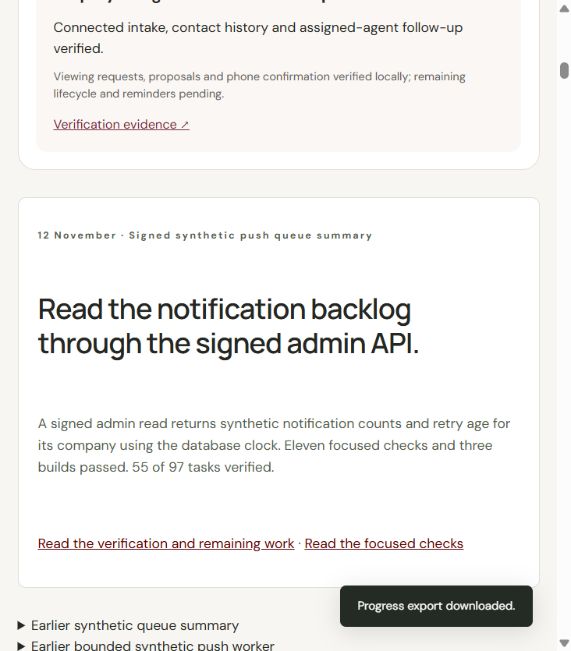 Connected intake, contact history and assigned-agent follow-up
verified.
Viewing requests, proposals and phone confirmation verified locally; remaining
lifecycle and reminders pending.
Verification evidence ↗
12 November · Signed synthetic push queue summary
Read the notification backlog
through the signed admin API.
A signed admin read returns synthetic notification counts and retry age for
its company using the database clock. Eleven focused checks and three
builds passed. 55 of 97 tasks verified.
Read the verification and remaining work · Read the focused checks
Progress export downloaded.
▶ Earlier synthetic queue summary
▶ Earlier bounded synthetic push worker